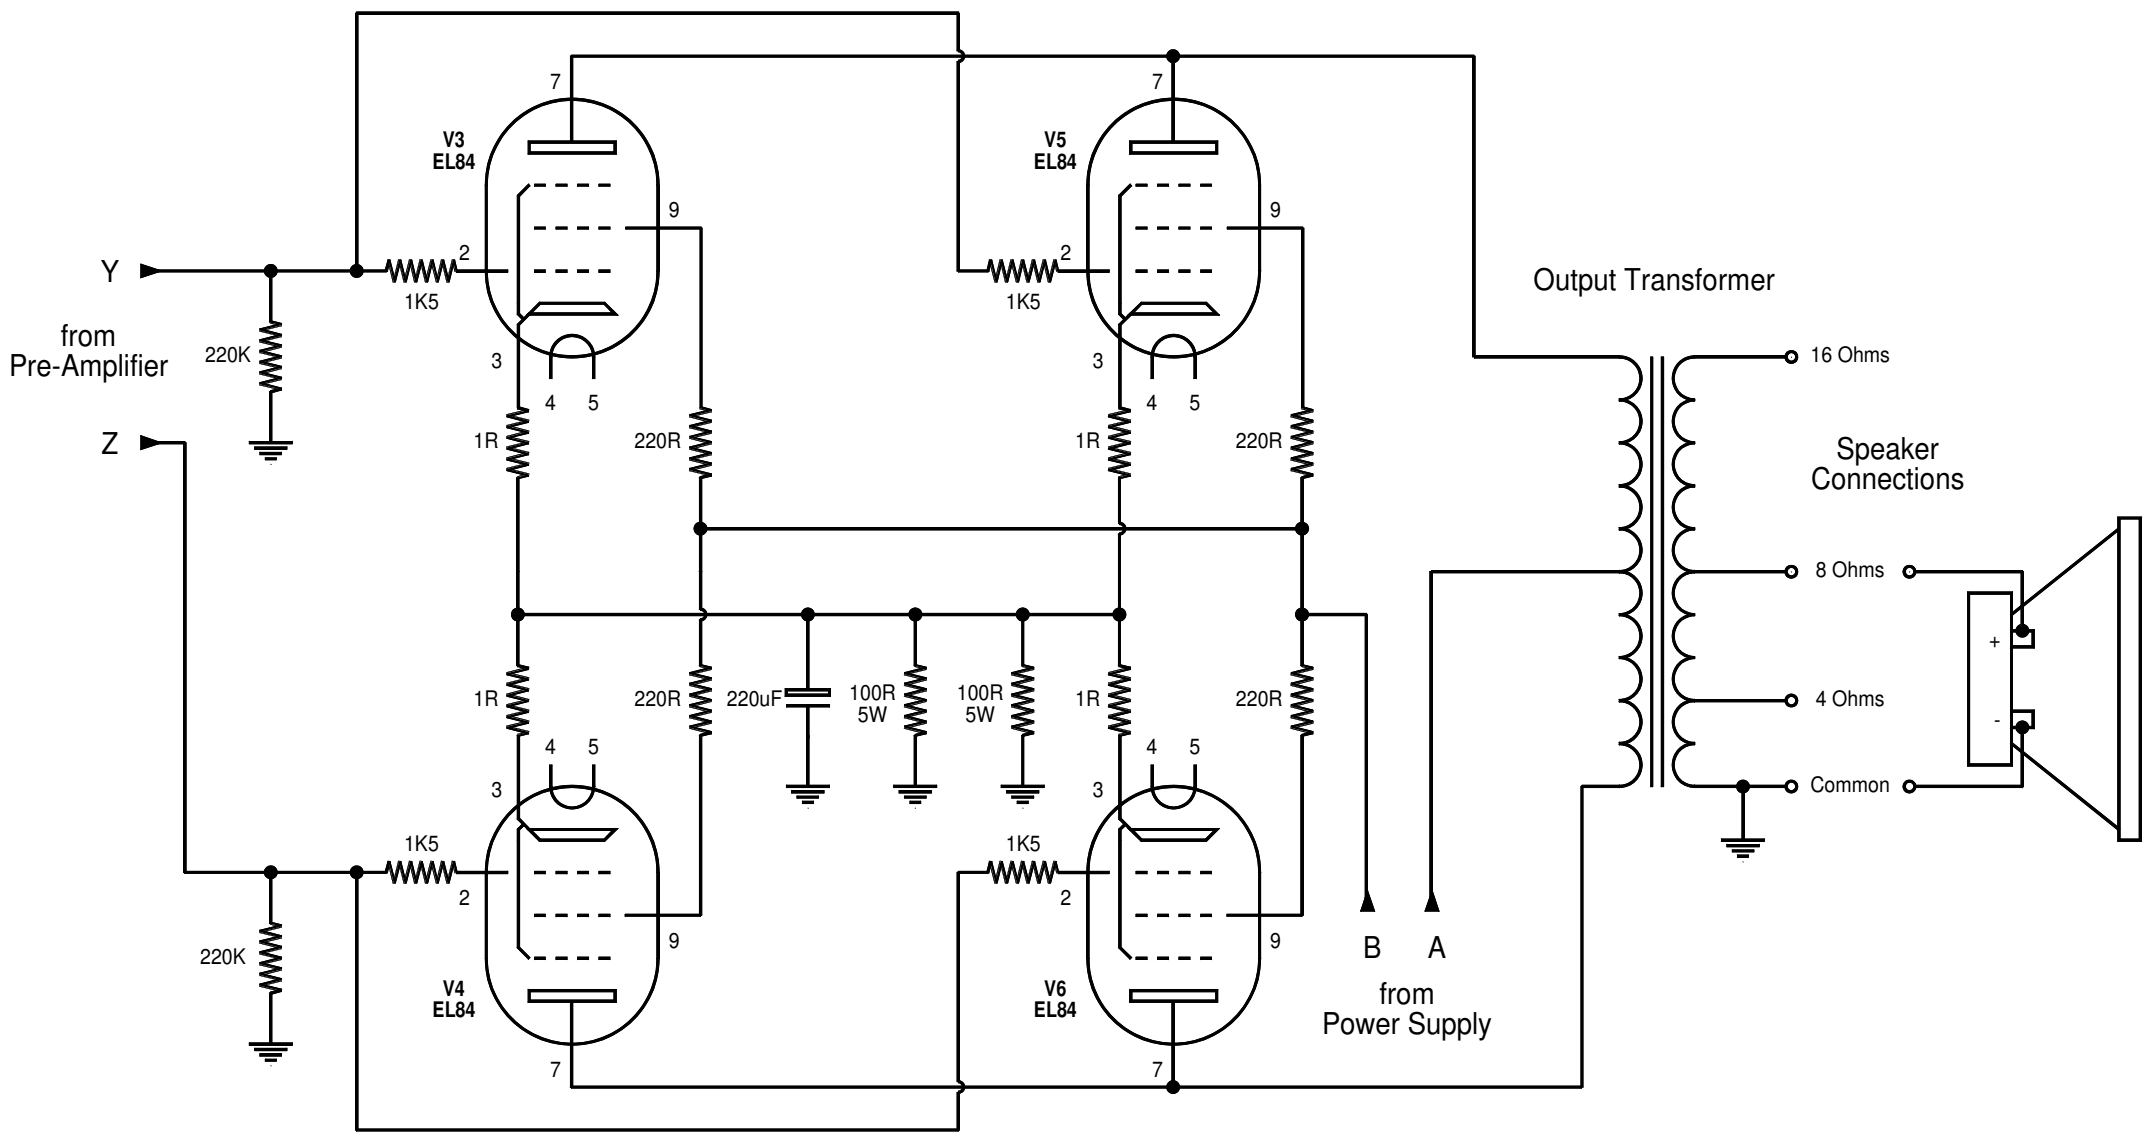 7
7
V3
EL84
V5
EL84
9
9
2
2
Y
1K5
1K5
Output Transformer
from
Pre-Amplifier
220K
3
3
16 Ohms
4
5
4
5
Z
1R
220R
1R
220R
Speaker
Connections
8 Ohms
+
1R
220R
220uF
100R
5W
100R
5W
1R
220R
4 Ohms
-
4
5
4
5
3
3
Common
1K5
1K5
2
2
9
9
B
A
220K
V4
EL84
V6
EL84
from
Power Supply
7
7